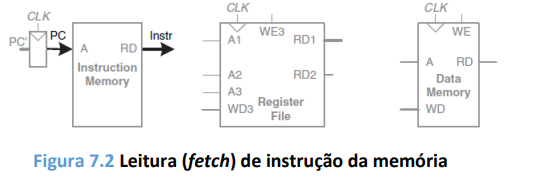 CLK
CLK
CLK
PC'
PC
A
RD
Instr
Instruction
Memory
A1
WE3
RD1
A2
RD2
A3
WD3
Register
File
WE
A
RD
Data
Memory
WD
Figura 7.2 Leitura (fetch) de instrução da memória